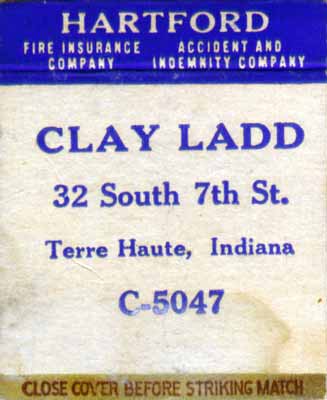 HARTFORD
FIRE INSURANCE COMPANY
ACCIDENT AND INDEMNITY COMPANY
CLAY LADD
32 South 7th St.
Terre Haute, Indiana
C-5047
CLOSE COVER BEFORE STRIKING MATCH